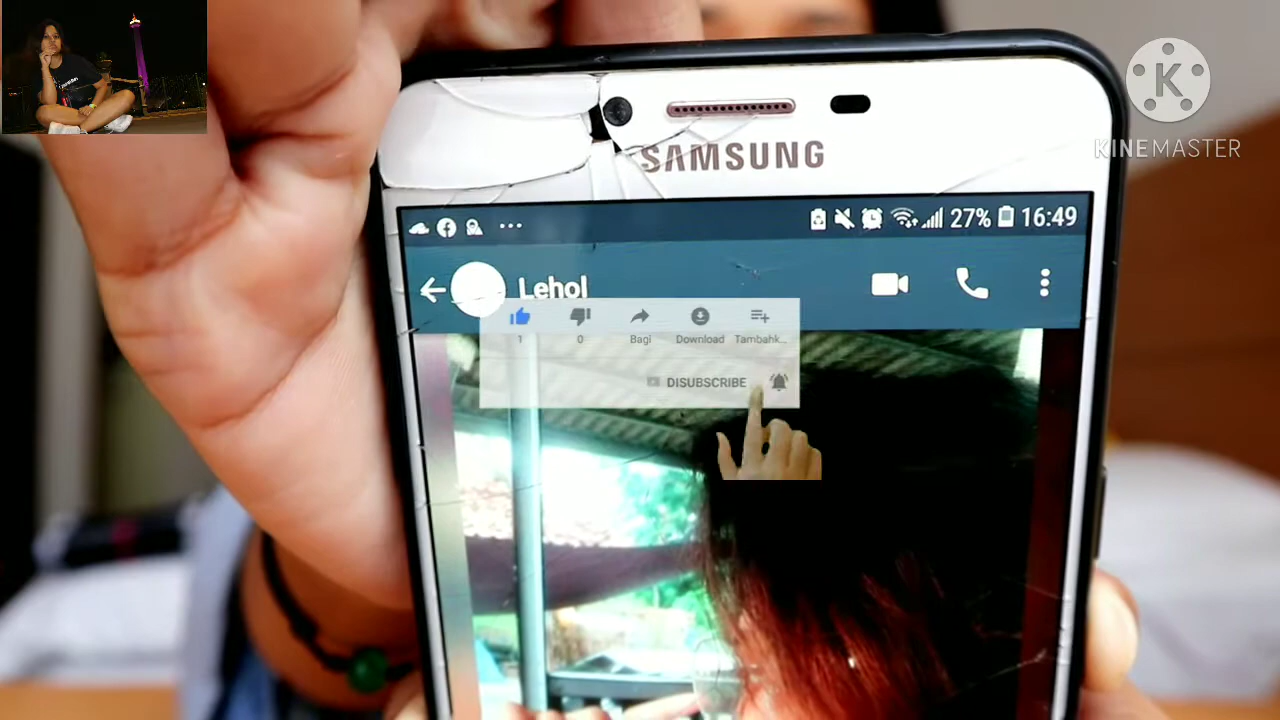 KINEMASTER
SAMSUNG
27% 16:49
Lehol
1 0 Bagi Download Tambahk...
DISUBSCRIBE